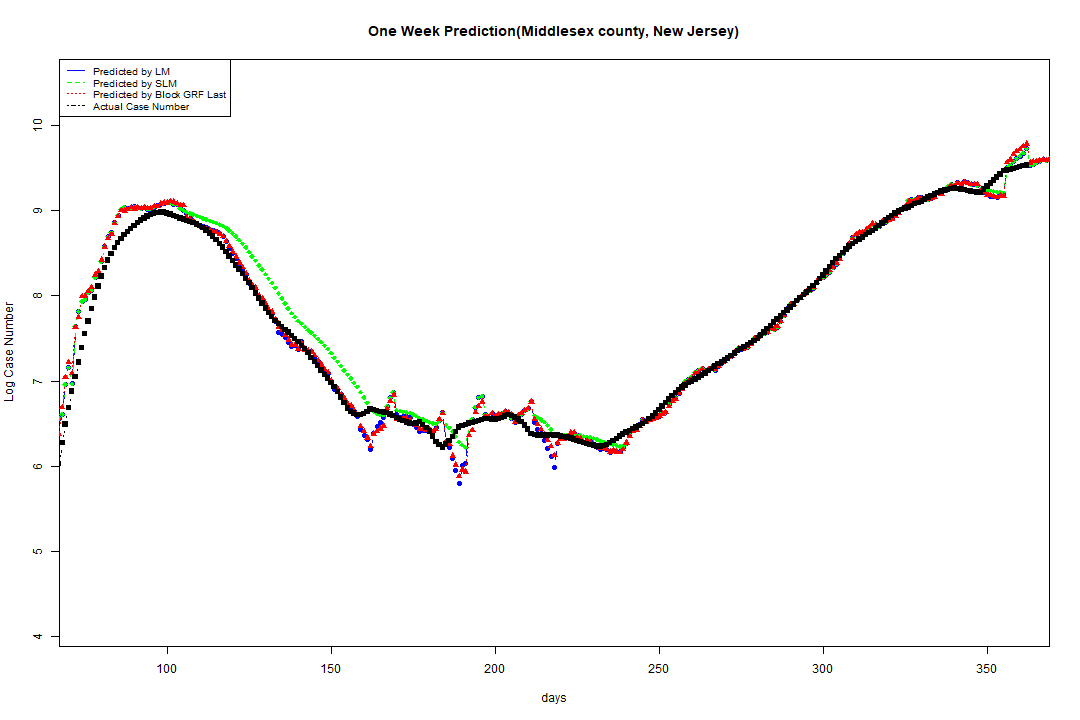 One Week Prediction(Middlesex county, New Jersey)
Predicted by LM
Predicted by SLM
Predicted by Block GRF Last
Actual Case Number
10
9
8
7
6
5
4
Log Case Number
100 150 200 250 300 350
days